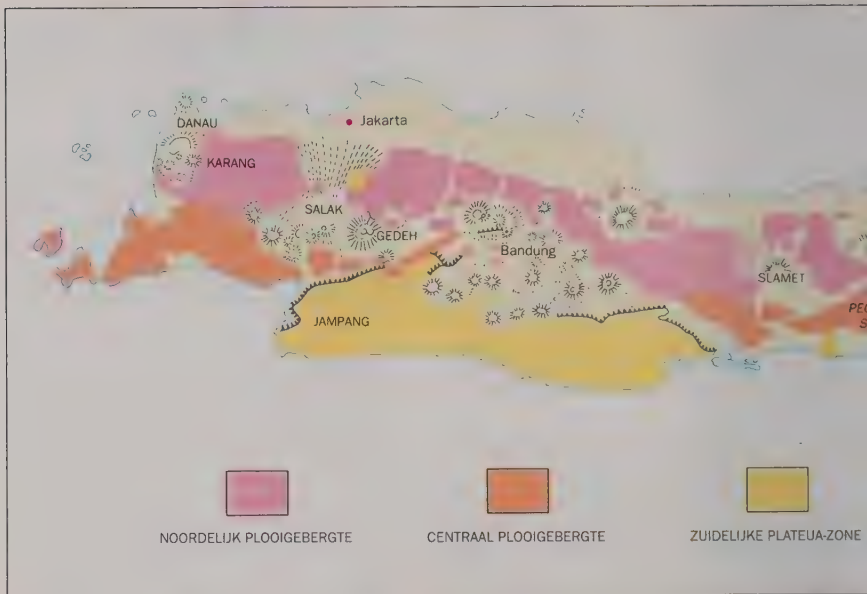 DANAU
Jakarta
KARANG
SALAK
GEDEH
Bandung
SLAMET
JAMPANG
NOORDELIJK PLOOIGEBERGTE
CENTRAAL PLOOIGEBERGTE
ZUIDELIJKE PLATEUA-ZONE